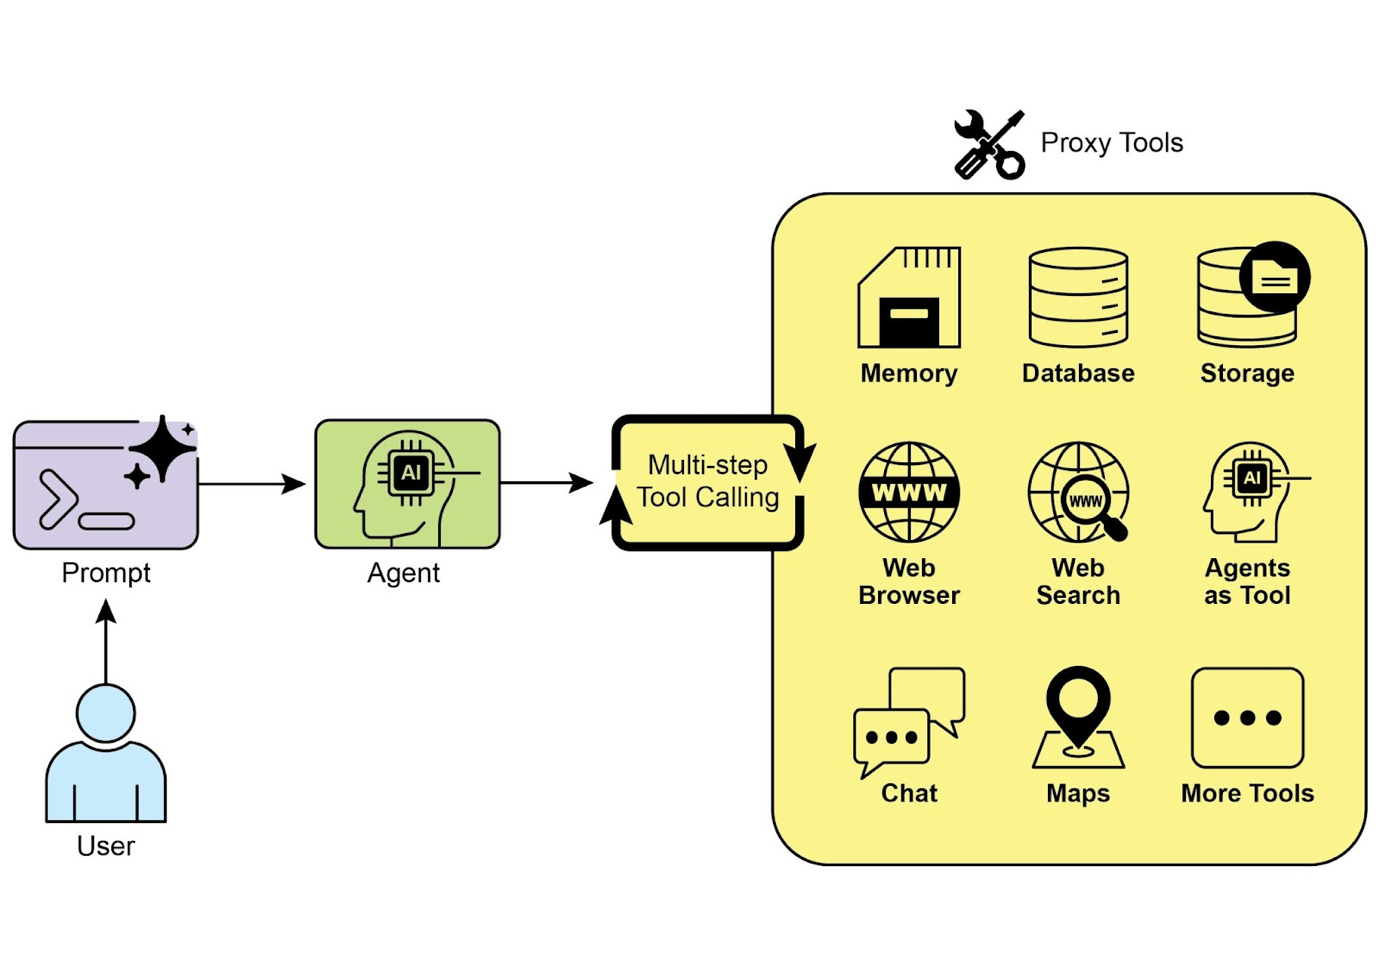 Proxy Tools
Memory
Database
Storage
Multi-step
Tool Calling
AI
WWW
WWW
AI
Web
Browser
Web
Search
Agents
as Tool
Prompt
Agent
Chat
Maps
More Tools
User